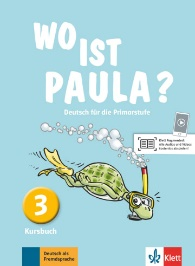 WO IST
PAULA?
Deutsch für die Primarstufe
3
Kursbuch
Deutsch als
Fremdsprache
Klett